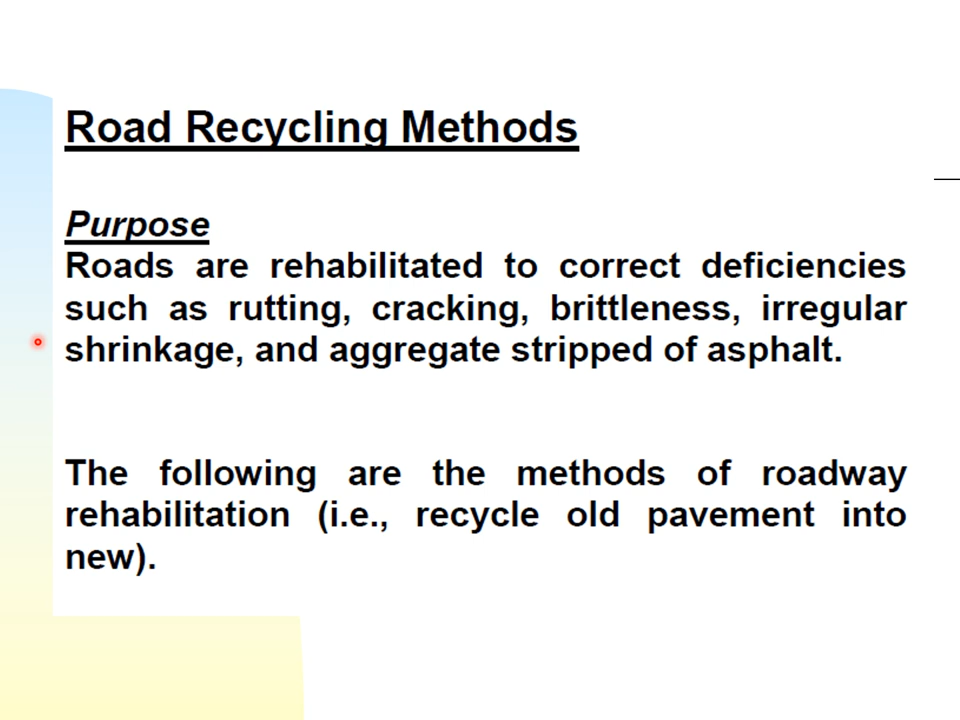 Road Recycling Methods
Purpose
Roads are rehabilitated to correct deficiencies
such as rutting, cracking, brittleness, irregular
shrinkage, and aggregate stripped of asphalt.
The following are the methods of roadway
rehabilitation (i.e., recycle old pavement into
new).